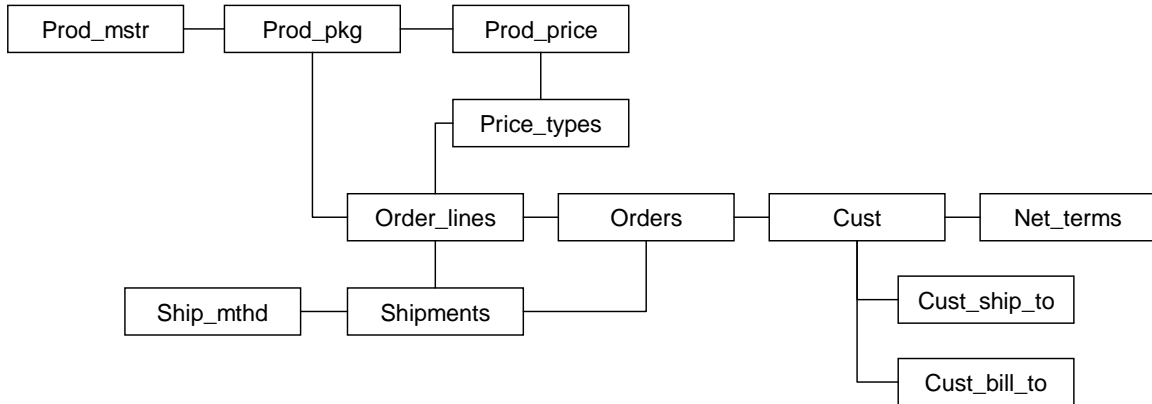 Prod_mstr
Prod_pkg
Prod_price
Price_types
Order_lines
Orders
Cust
Net_terms
Ship_mthd
Shipments
Cust_ship_to
Cust_bill_to